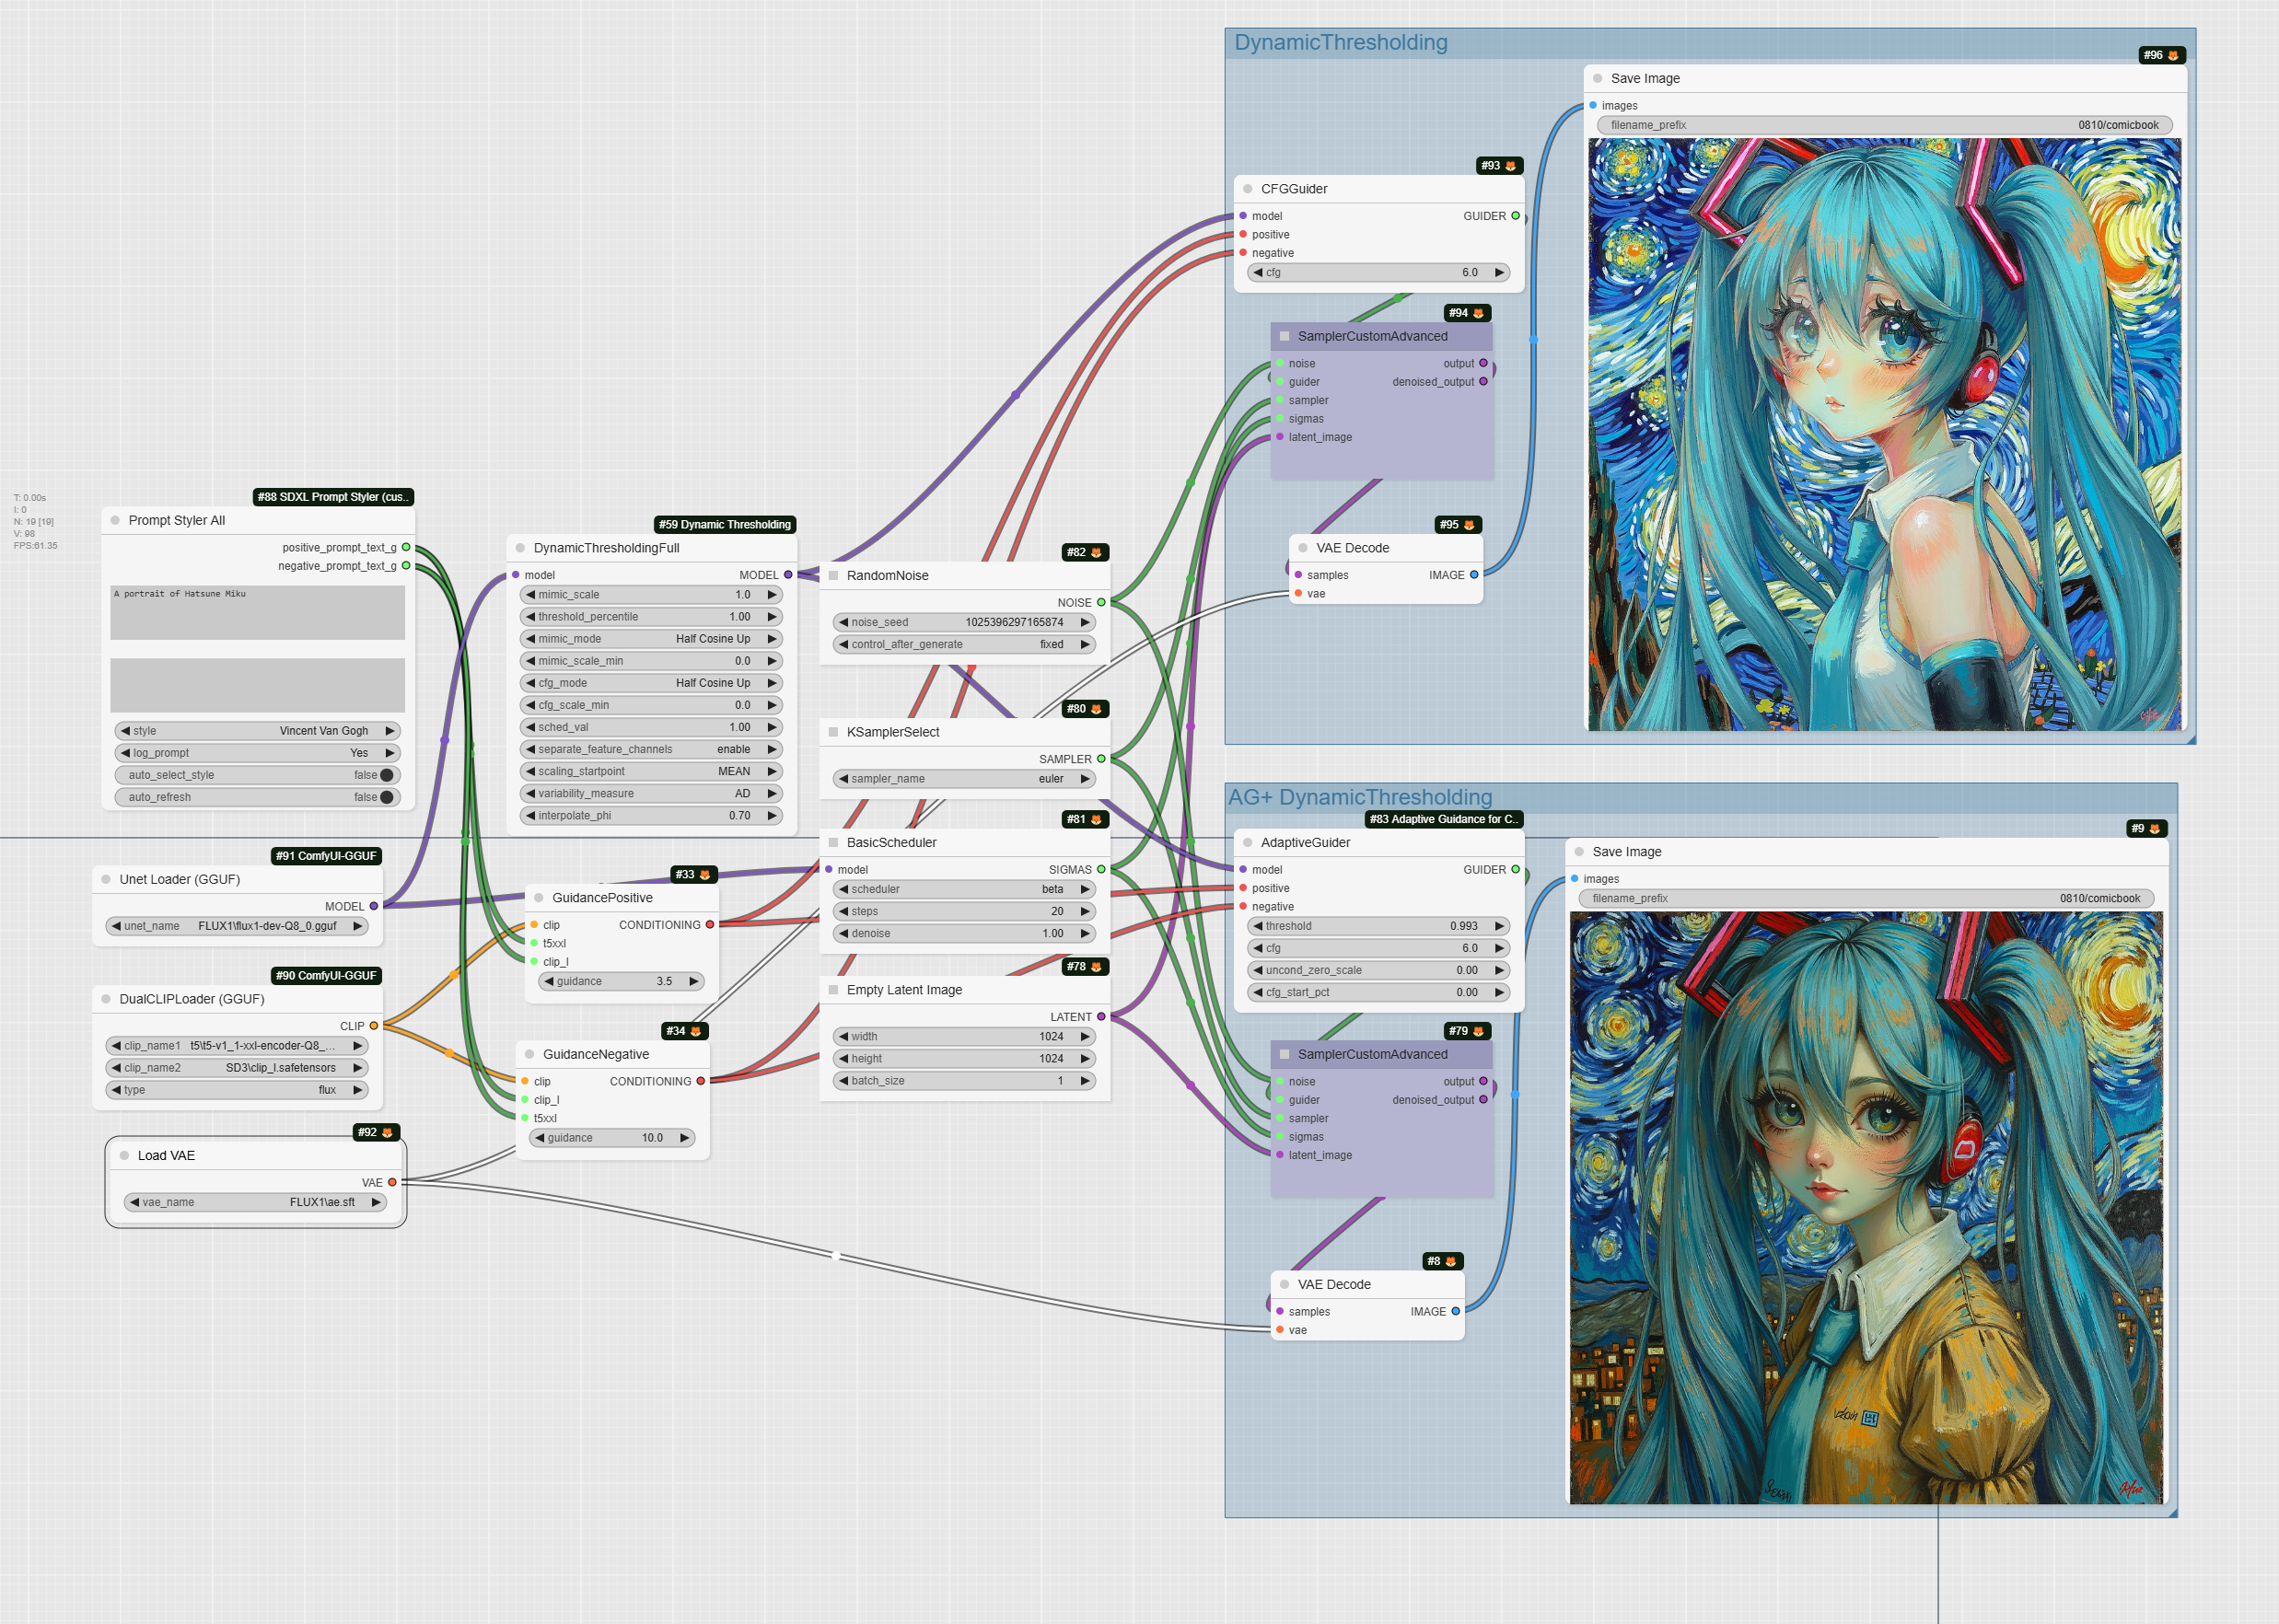 T: 0.00s
I: 0
N: 19 [19]
V: 98
FPS:61.35
#88 SDXL Prompt Styler (cus..
Prompt Styler All
positive_prompt_text_g
negative_prompt_text_g
A portrait of Hatsune Miku
style Vincent Van Gogh
log_prompt Yes
auto_select_style false
auto_refresh false
#91 ComfyUI-GGUF
Unet Loader (GGUF)
MODEL
unet_name FLUX1\flux1-dev-Q8_0.gguf
#90 ComfyUI-GGUF
DualCLIPLoader (GGUF)
CLIP
clip_name1 t5\t5-v1_1-xxl-encoder-Q8_...
clip_name2 SD3\clip_l.safetensors
type flux
#92
Load VAE
VAE
vae_name FLUX1\ae.sft
#59 Dynamic Thresholding
DynamicThresholdingFull
model MODEL
mimic_scale 1.0
threshold_percentile 1.00
mimic_mode Half Cosine Up
mimic_scale_min 0.0
cfg_mode Half Cosine Up
cfg_scale_min 0.0
sched_val 1.00
separate_feature_channels enable
scaling_startpoint MEAN
variability_measure AD
interpolate_phi 0.70
#33
GuidancePositive
clip CONDITIONING
t5xxl
clip_l
guidance 3.5
#34
GuidanceNegative
clip CONDITIONING
clip_l
t5xxl
guidance 10.0
#82
RandomNoise
NOISE
noise_seed 1025396297165874
control_after_generate fixed
#80
KSamplerSelect
SAMPLER
sampler_name euler
#81
BasicScheduler
model SIGMAS
scheduler beta
steps 20
denoise 1.00
#78
Empty Latent Image
LATENT
width 1024
height 1024
batch_size 1
DynamicThresholding
#93
CFGGuider
model GUIDER
positive
negative
cfg 6.0
#94
SamplerCustomAdvanced
noise output
guider denoised_output
sampler
sigmas
latent_image
#95
VAE Decode
samples IMAGE
vae
#96
Save Image
images
filename_prefix 0810/comicbook
AG+ DynamicThresholding
#83 Adaptive Guidance for C..
AdaptiveGuider
model GUIDER
positive
negative
threshold 0.993
cfg 6.0
uncond_zero_scale 0.00
cfg_start_pct 0.00
#79
SamplerCustomAdvanced
noise output
guider denoised_output
sampler
sigmas
latent_image
#8
VAE Decode
samples IMAGE
vae
#9
Save Image
images
filename_prefix 0810/comicbook